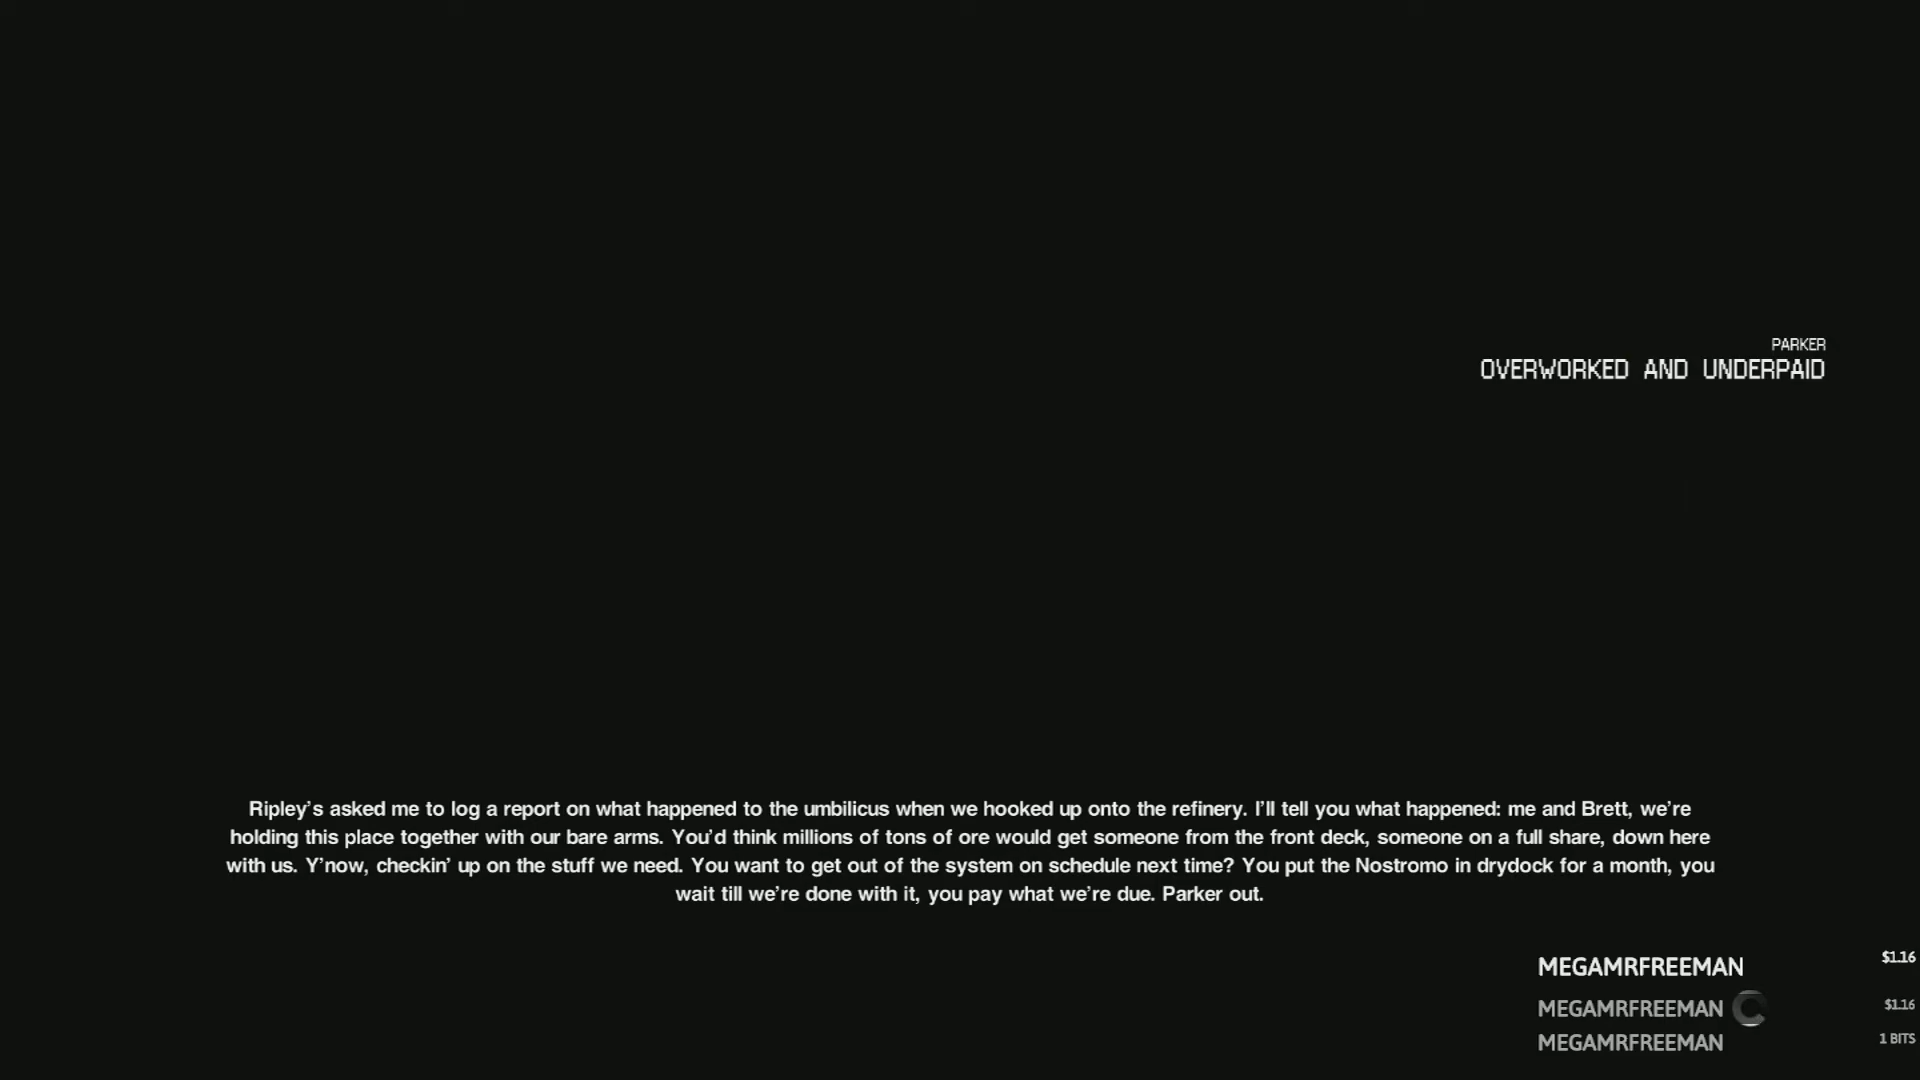 PARKER
OVERWORKED AND UNDERPAID
Ripley's asked me to log a report on what happened to the umbilicus when we hooked up onto the refinery. I'll tell you what happened: me and Brett, we're
holding this place together with our bare arms. You'd think millions of tons of ore would get someone from the front deck, someone on a full share, down here
with us. Y'now, checkin' up on the stuff we need. You want to get out of the system on schedule next time? You put the Nostromo in drydock for a month, you
wait till we're done with it, you pay what we're due. Parker out.
MEGAMRFREEMAN $1.16
MEGAMRFREEMAN $1.16
MEGAMRFREEMAN 1 BITS